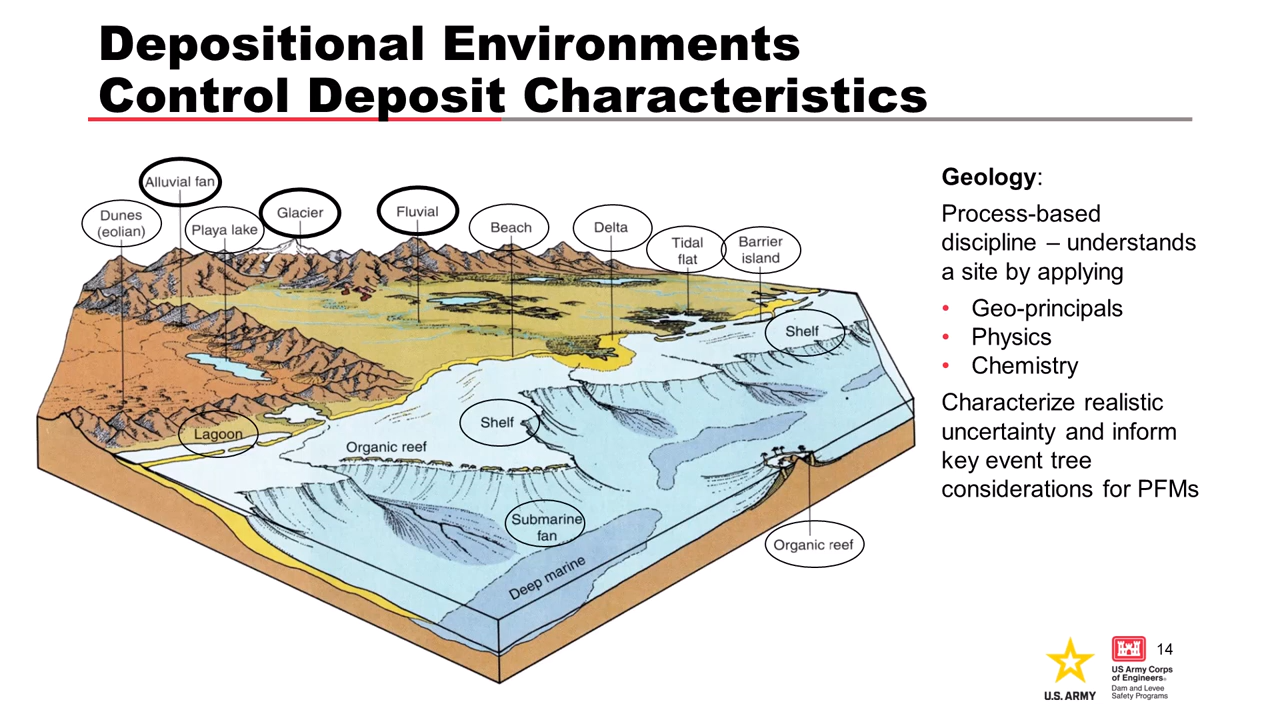 Depositional Environments
Control Deposit Characteristics
Alluvial fan
Dunes
(eolian)
Playa lake
Glacier
Fluvial
Beach
Delta
Tidal
flat
Barrier
island
Shelf
Lagoon
Shelf
Organic reef
Submarine
fan
Deep marine
Organic reef
Geology:
Process-based
discipline – understands
a site by applying
• Geo-principals
• Physics
• Chemistry
Characterize realistic
uncertainty and inform
key event tree
considerations for PFMs
U.S. ARMY
US Army Corps
of Engineers®
Dam and Levee
Safety Programs
14